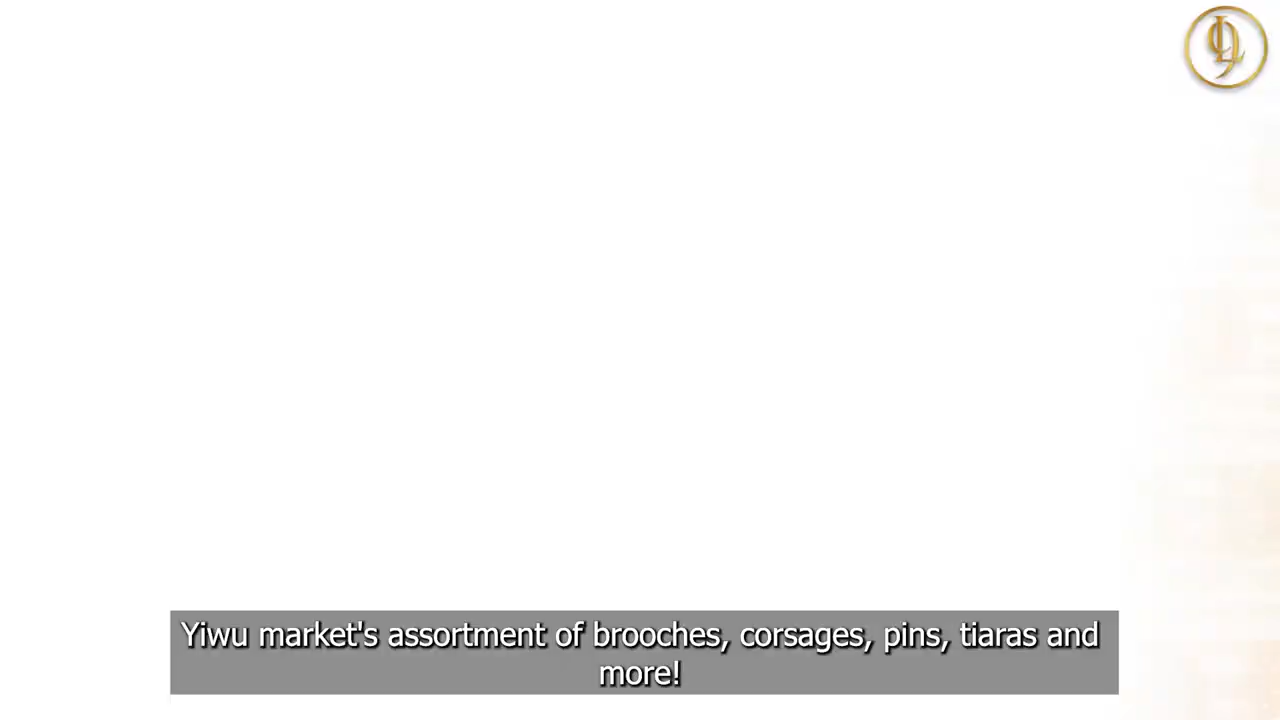 Yiwu market's assortment of brooches, corsages, pins, tiaras and
more!